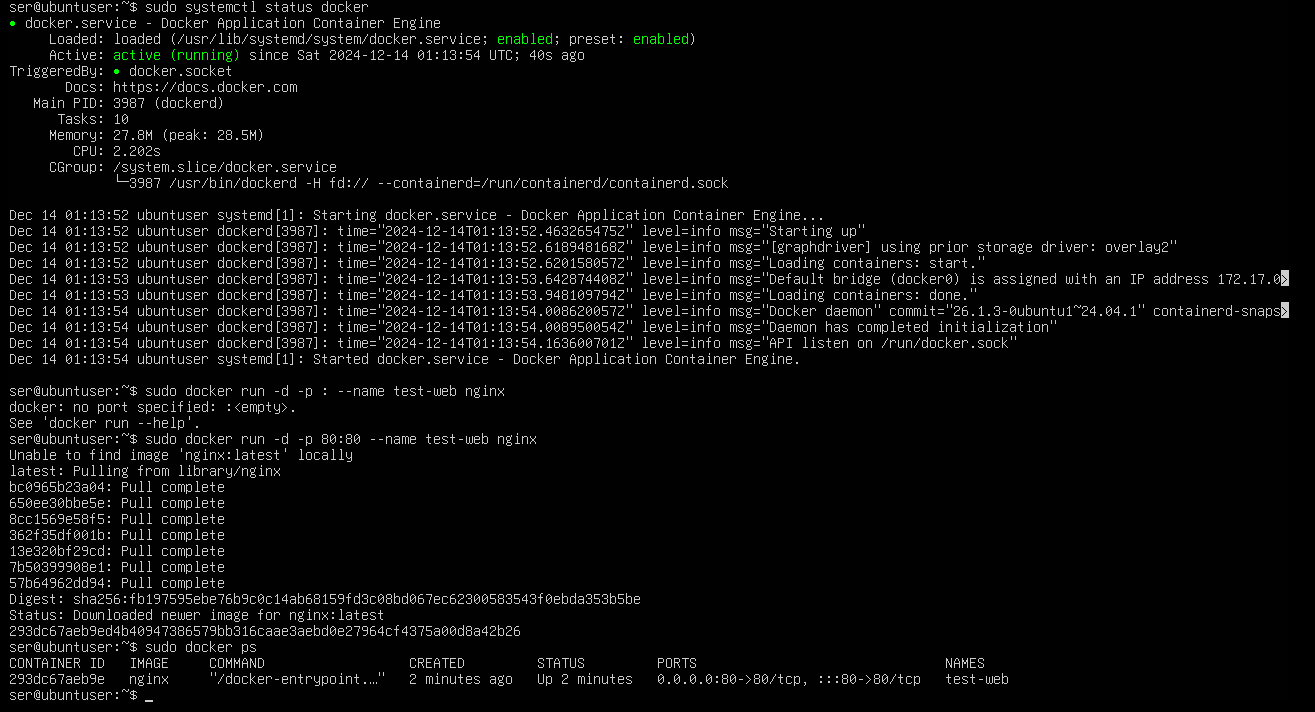 ser@ubuntuser:~$ sudo systemctl status docker
● docker.service - Docker Application Container Engine
     Loaded: loaded (/usr/lib/systemd/system/docker.service; enabled; preset: enabled)
     Active: active (running) since Sat 2024-12-14 01:13:54 UTC; 40s ago
TriggeredBy: ● docker.socket
       Docs: https://docs.docker.com
   Main PID: 3987 (dockerd)
      Tasks: 10
     Memory: 27.8M (peak: 28.5M)
        CPU: 2.202s
     CGroup: /system.slice/docker.service
             └─3987 /usr/bin/dockerd -H fd:// --containerd=/run/containerd/containerd.sock
Dec 14 01:13:52 ubuntuser systemd[1]: Starting docker.service - Docker Application Container Engine...
Dec 14 01:13:52 ubuntuser dockerd[3987]: time="2024-12-14T01:13:52.463265475Z" level=info msg="Starting up"
Dec 14 01:13:52 ubuntuser dockerd[3987]: time="2024-12-14T01:13:52.618948168Z" level=info msg="[graphdriver] using prior storage driver: overlay2"
Dec 14 01:13:52 ubuntuser dockerd[3987]: time="2024-12-14T01:13:52.620158057Z" level=info msg="Loading containers: start."
Dec 14 01:13:53 ubuntuser dockerd[3987]: time="2024-12-14T01:13:53.642874408Z" level=info msg="Default bridge (docker0) is assigned with an IP address 172.17.0>
Dec 14 01:13:53 ubuntuser dockerd[3987]: time="2024-12-14T01:13:53.948109794Z" level=info msg="Loading containers: done."
Dec 14 01:13:54 ubuntuser dockerd[3987]: time="2024-12-14T01:13:54.008620057Z" level=info msg="Docker daemon" commit="26.1.3-0ubuntu1~24.04.1" containerd-snaps>
Dec 14 01:13:54 ubuntuser dockerd[3987]: time="2024-12-14T01:13:54.008950054Z" level=info msg="Daemon has completed initialization"
Dec 14 01:13:54 ubuntuser dockerd[3987]: time="2024-12-14T01:13:54.163600701Z" level=info msg="API listen on /run/docker.sock"
Dec 14 01:13:54 ubuntuser systemd[1]: Started docker.service - Docker Application Container Engine.
ser@ubuntuser:~$ sudo docker run -d -p : --name test-web nginx
docker: no port specified: :<empty>.
See 'docker run --help'.
ser@ubuntuser:~$ sudo docker run -d -p 80:80 --name test-web nginx
Unable to find image 'nginx:latest' locally
latest: Pulling from library/nginx
bc0965b23a04: Pull complete
650ee30bbe5e: Pull complete
8cc1569e58f5: Pull complete
362f35df001b: Pull complete
13e320bf29cd: Pull complete
7b50399908e1: Pull complete
57b64962dd94: Pull complete
Digest: sha256:fb197595ebe76b9c0c14ab68159fd3c08bd067ec62300583543f0ebda353b5be
Status: Downloaded newer image for nginx:latest
293dc67aeb9ed4b40947386579bb316caae3aebd0e27964cf4375a00d8a42b26
ser@ubuntuser:~$ sudo docker ps
CONTAINER ID   IMAGE     COMMAND                  CREATED         STATUS         PORTS                               NAMES
293dc67aeb9e   nginx     "/docker-entrypoint.…"   2 minutes ago   Up 2 minutes   0.0.0.0:80->80/tcp, :::80->80/tcp   test-web
ser@ubuntuser:~$ _